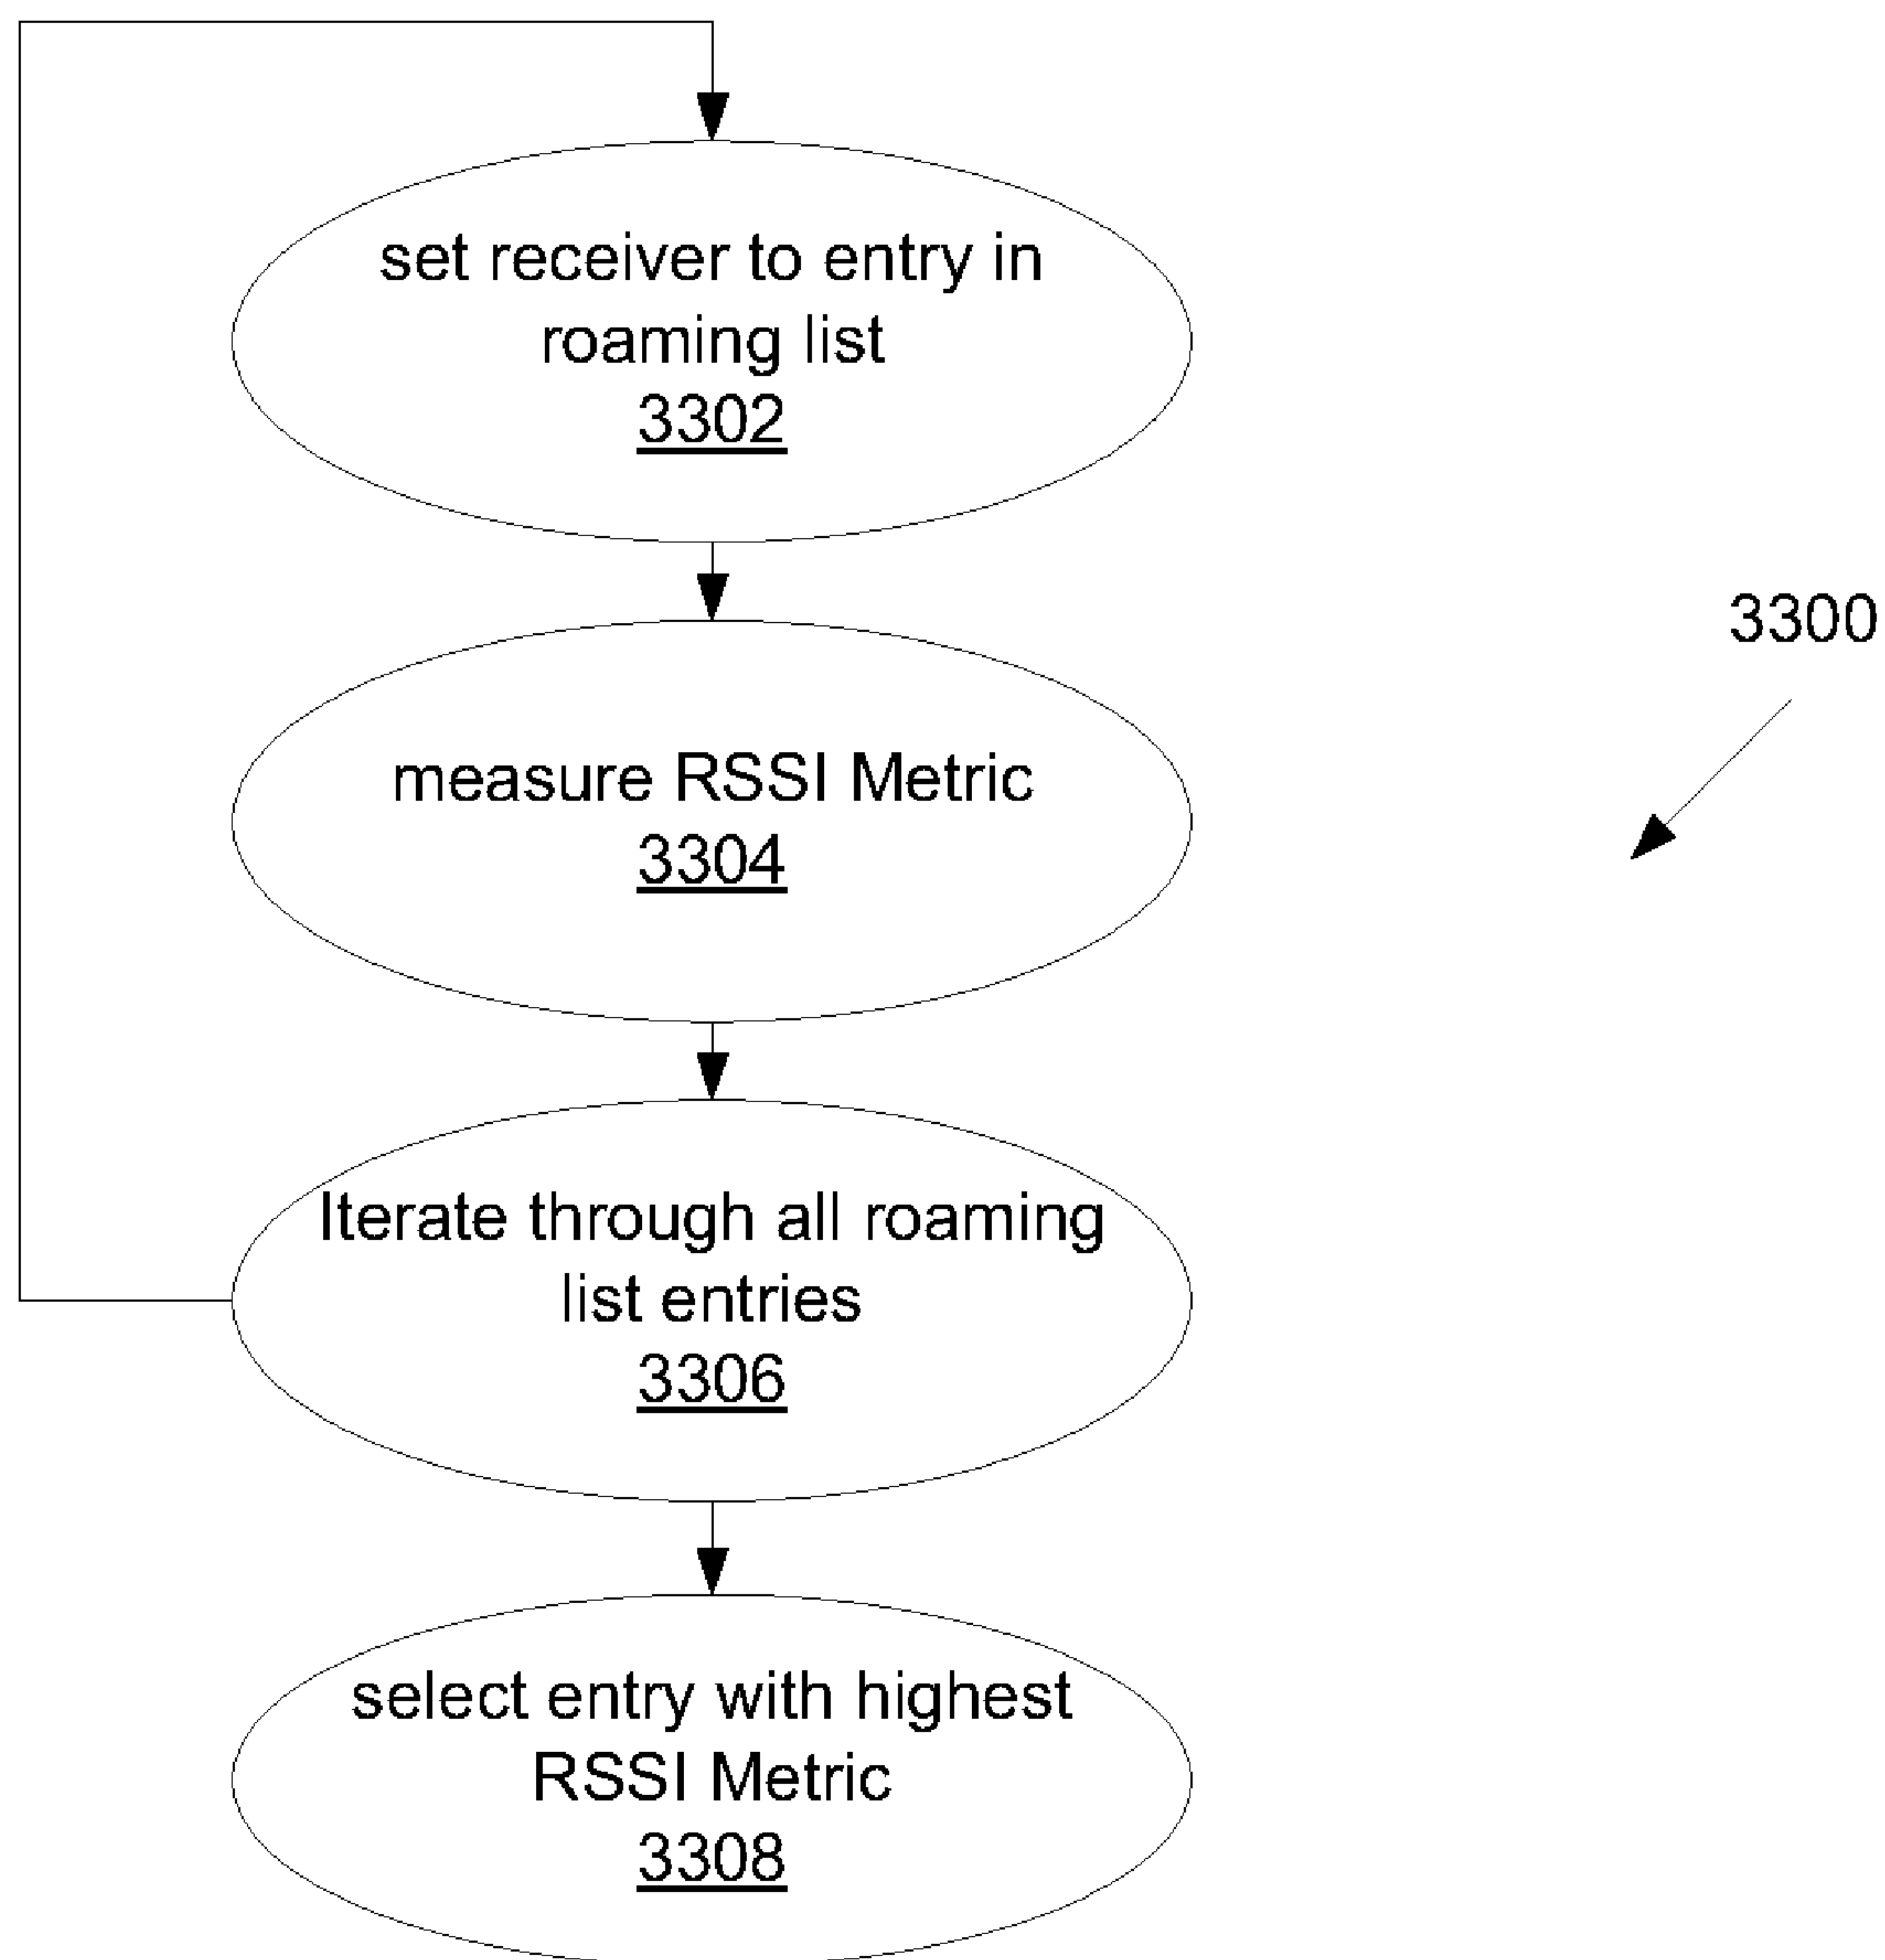 set receiver to entry in
roaming list
3302
3300
measure RSSI Metric
3304
Iterate through all roaming
list entries
3306
select entry with highest
RSSI Metric
3308